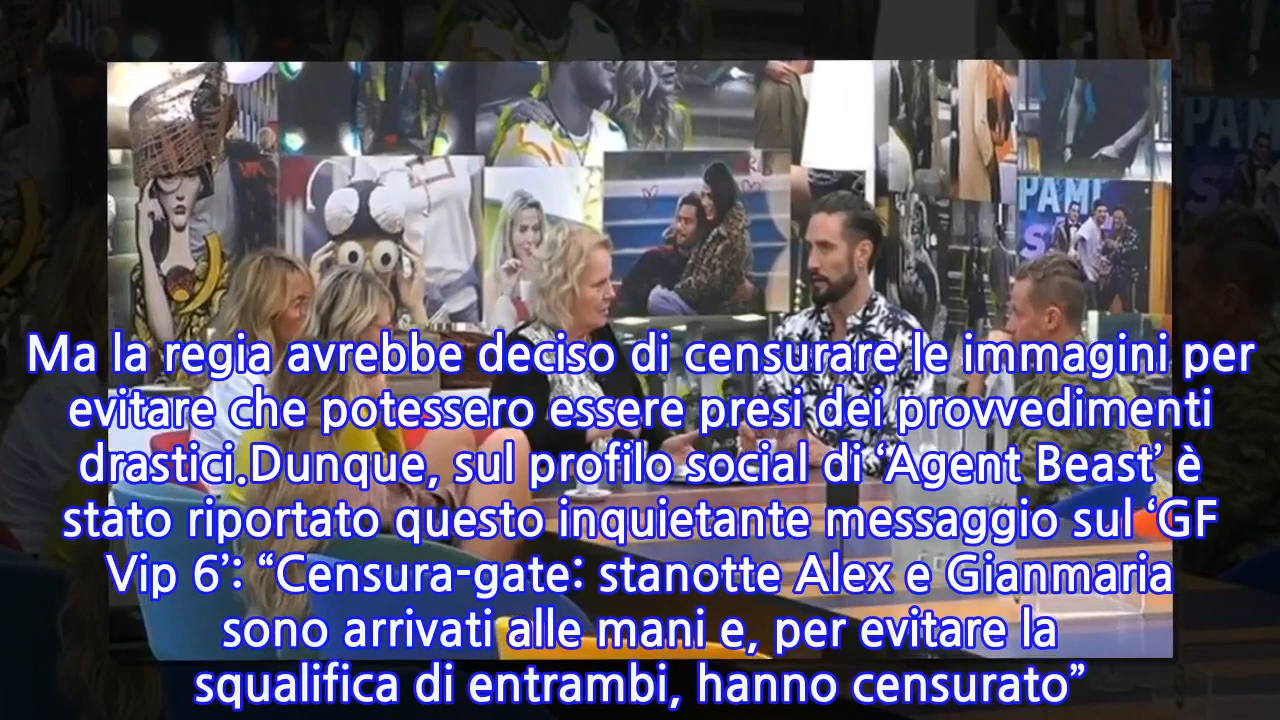 PAMI
S
PAM
S
Ma la regia avrebbe deciso di censurare le immagini per
evitare che potessero essere presi dei provvedimenti
drastici.Dunque, sul profilo social di ‘Agent Beast’ è
stato riportato questo inquietante messaggio sul ‘GF
Vip 6’: “Censura-gate: stanotte Alex e Gianmaria
sono arrivati alle mani e, per evitare la
squalifica di entrambi, hanno censurato”